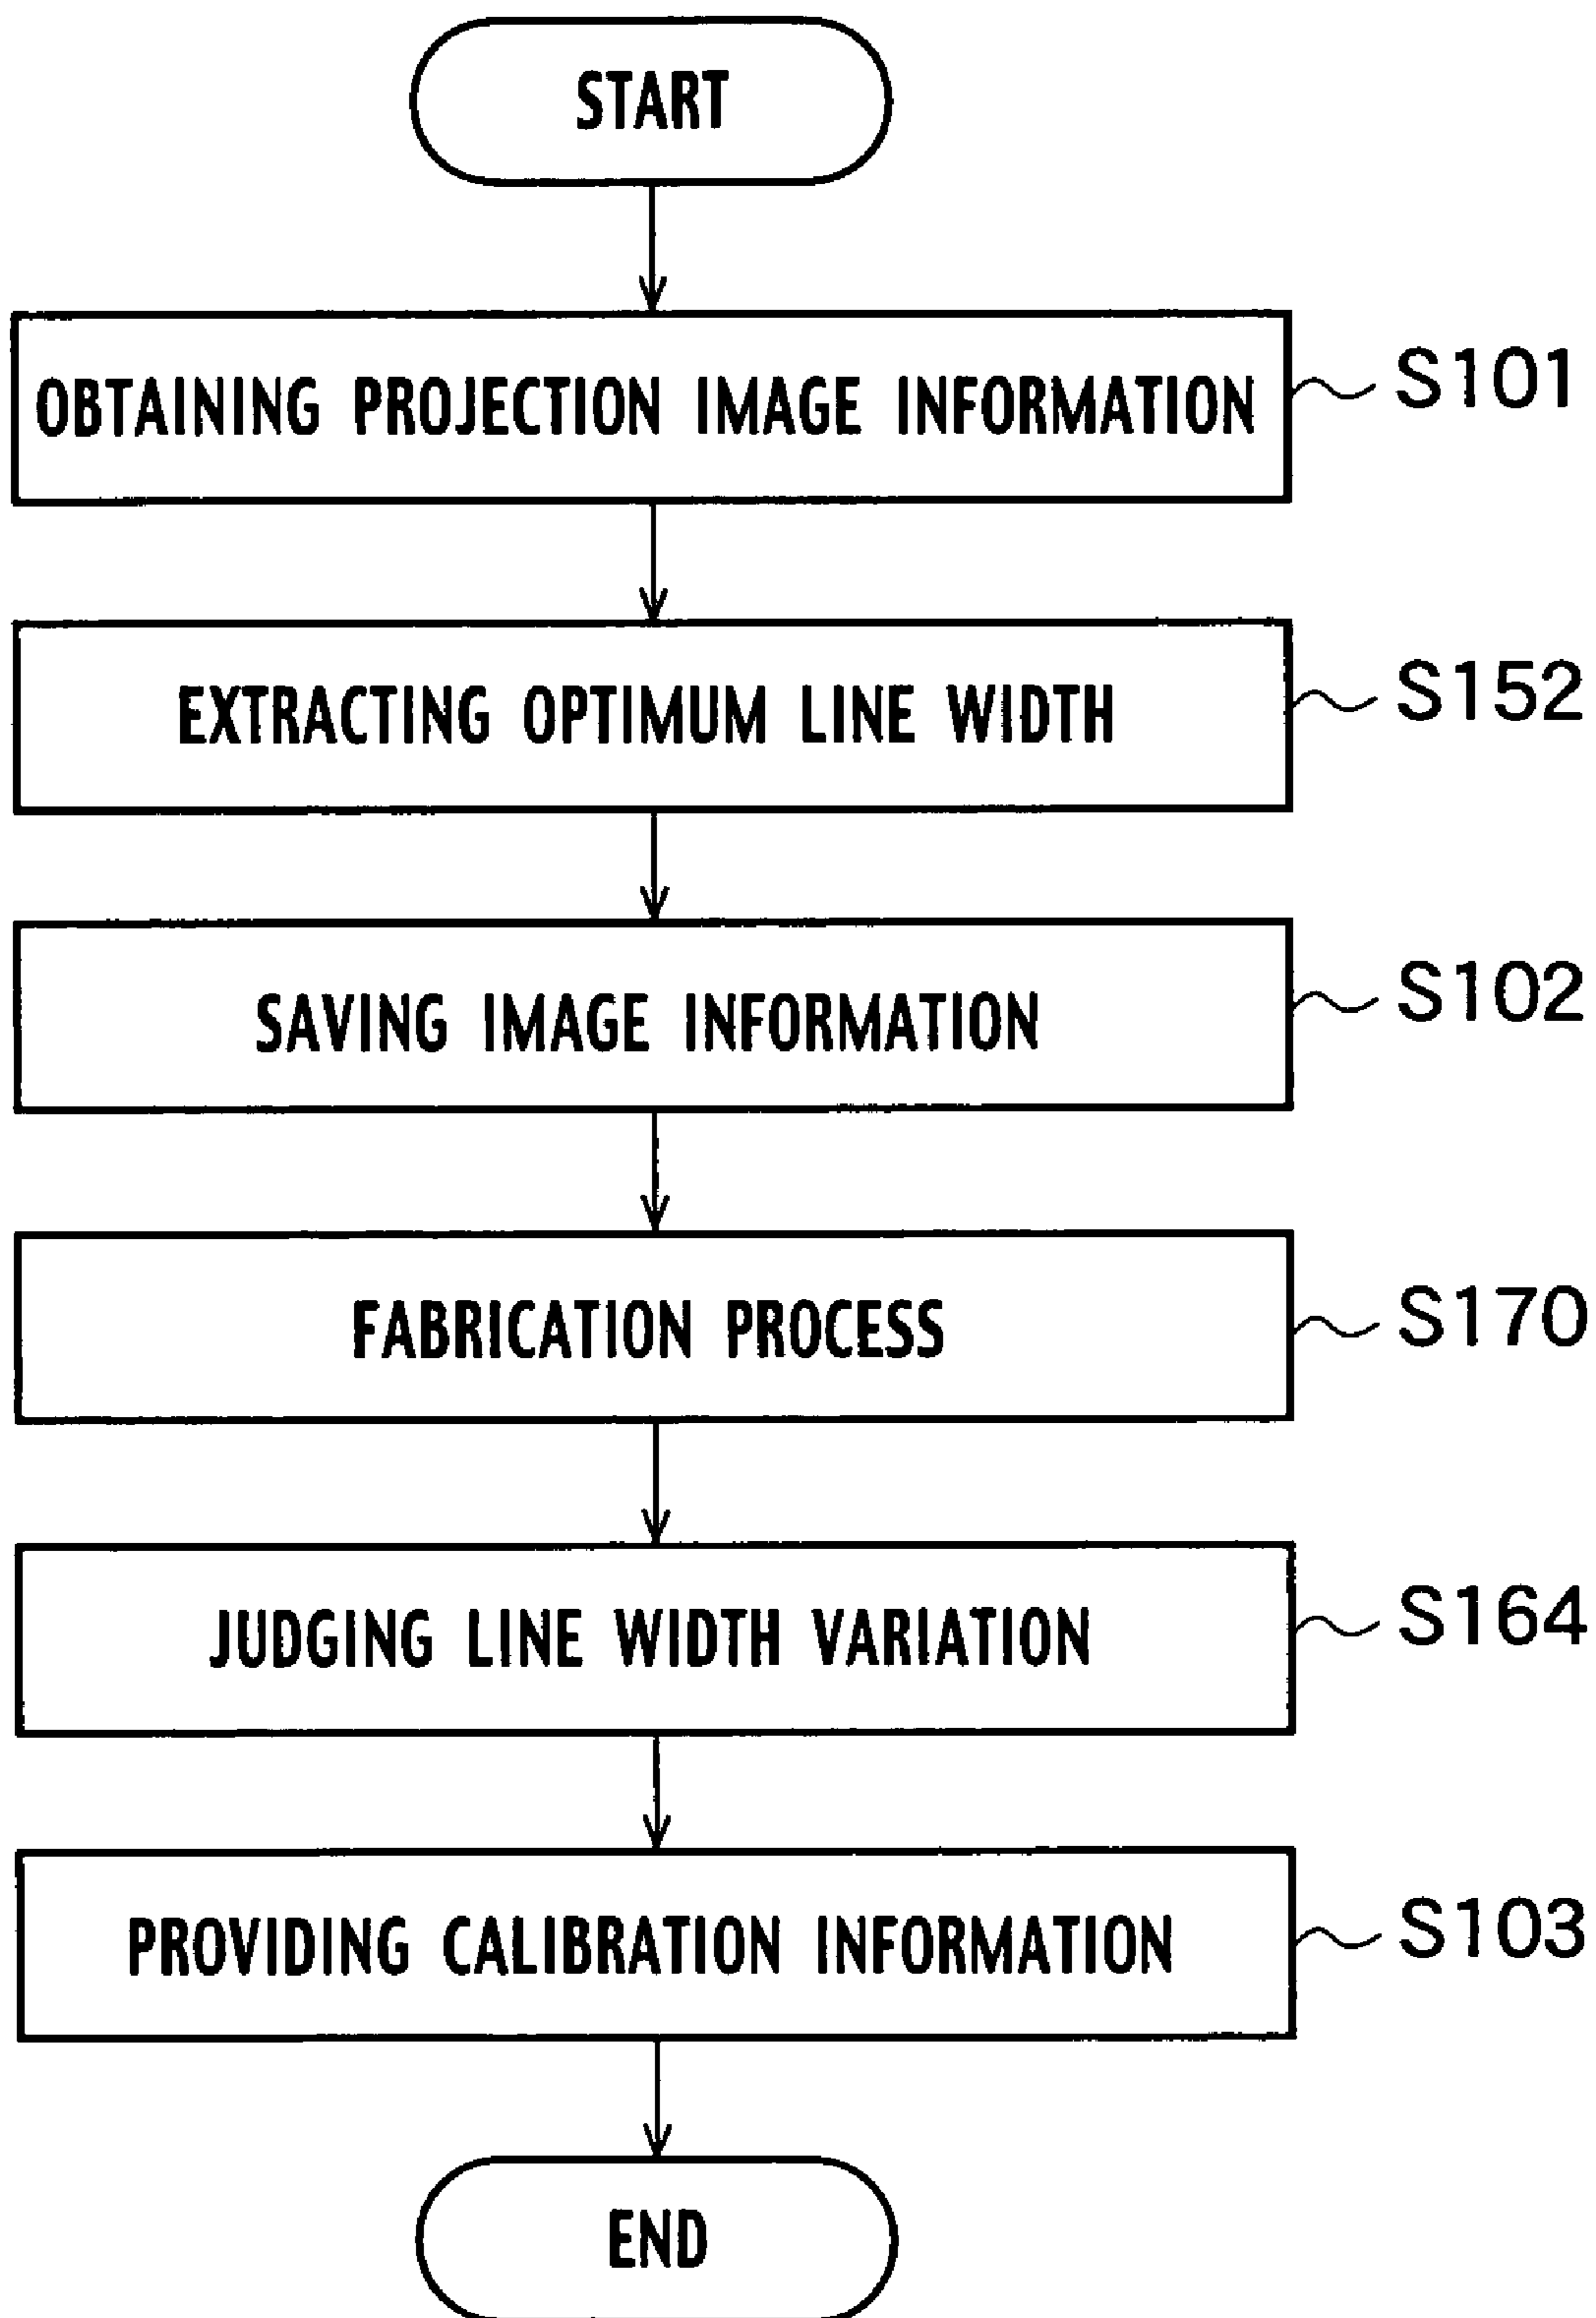 START
OBTAINING PROJECTION IMAGE INFORMATION S101
EXTRACTING OPTIMUM LINE WIDTH S152
SAVING IMAGE INFORMATION S102
FABRICATION PROCESS S170
JUDGING LINE WIDTH VARIATION S164
PROVIDING CALIBRATION INFORMATION S103
END